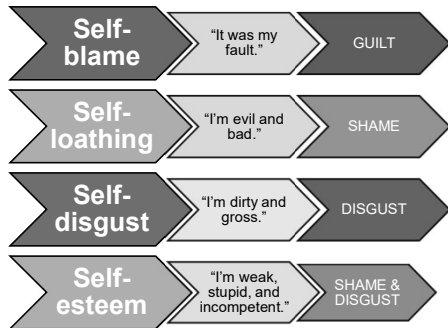 Self-
blame
“It was my
fault.”
GUILT
Self-
loathing
“I’m evil and
bad.”
SHAME
Self-
disgust
“I’m dirty and
gross.”
DISGUST
Self-
esteem
“I’m weak,
stupid, and
incompetent.”
SHAME &
DISGUST